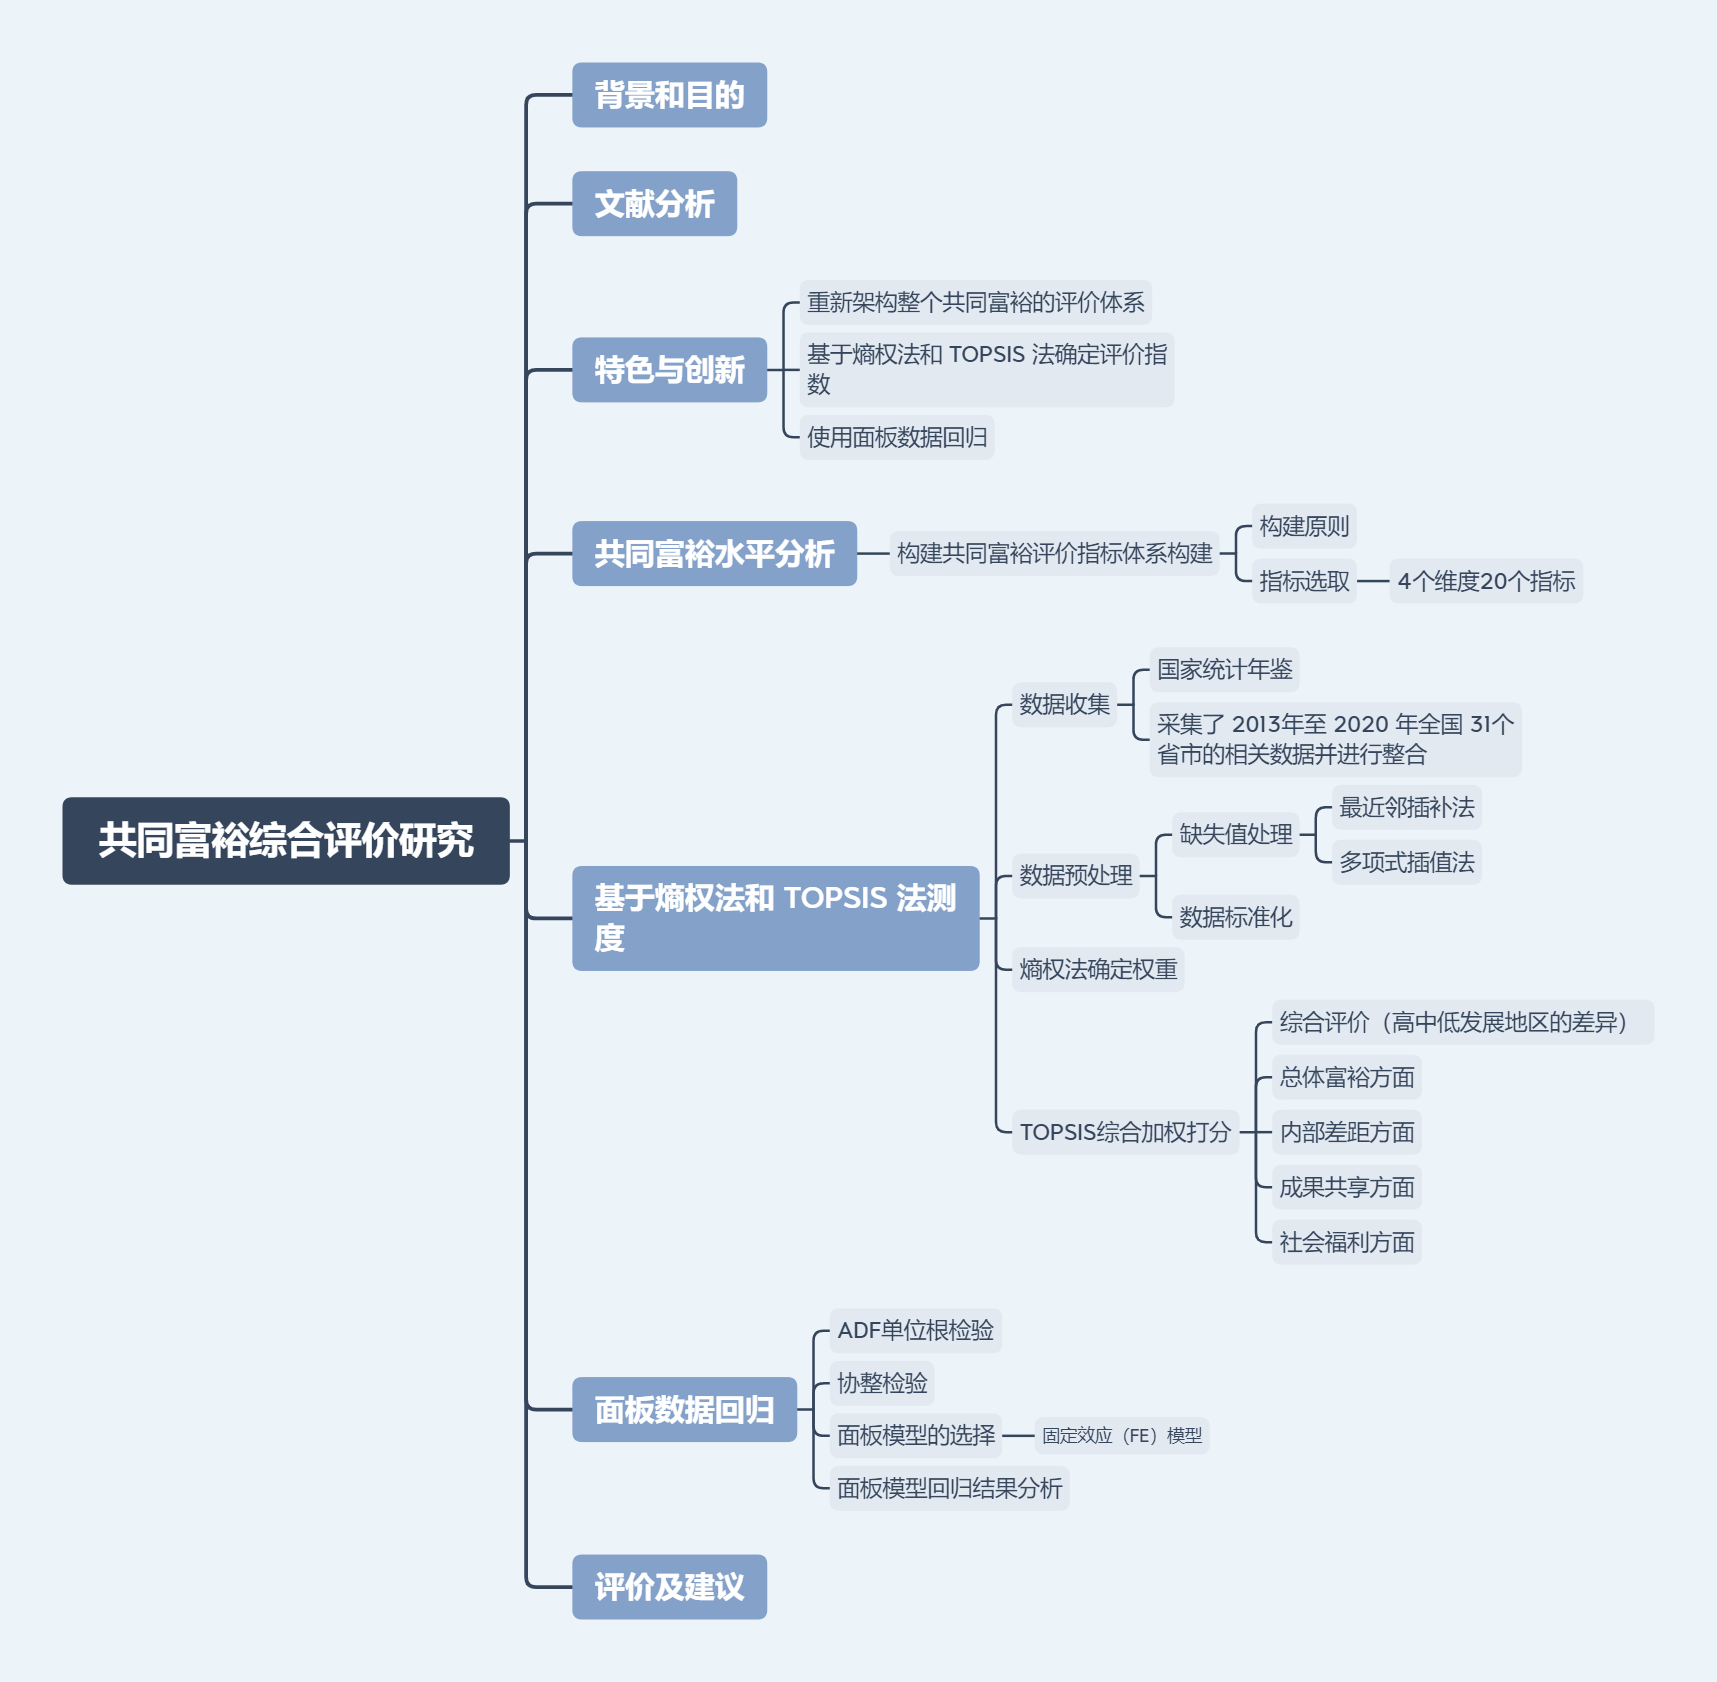 背景和目的
文献分析
特色与创新
重新架构整个共同富裕的评价体系
基于熵权法和 TOPSIS 法确定评价指
数
使用面板数据回归
共同富裕水平分析
构建共同富裕评价指标体系构建
构建原则
指标选取
4个维度20个指标
共同富裕综合评价研究
基于熵权法和 TOPSIS 法测
度
数据收集
国家统计年鉴
采集了 2013年至 2020 年全国 31个
省市的相关数据并进行整合
数据预处理
缺失值处理
最近邻插补法
多项式插值法
数据标准化
熵权法确定权重
TOPSIS综合加权打分
综合评价（高中低发展地区的差异）
总体富裕方面
内部差距方面
成果共享方面
社会福利方面
面板数据回归
ADF单位根检验
协整检验
面板模型的选择
固定效应（FE）模型
面板模型回归结果分析
评价及建议